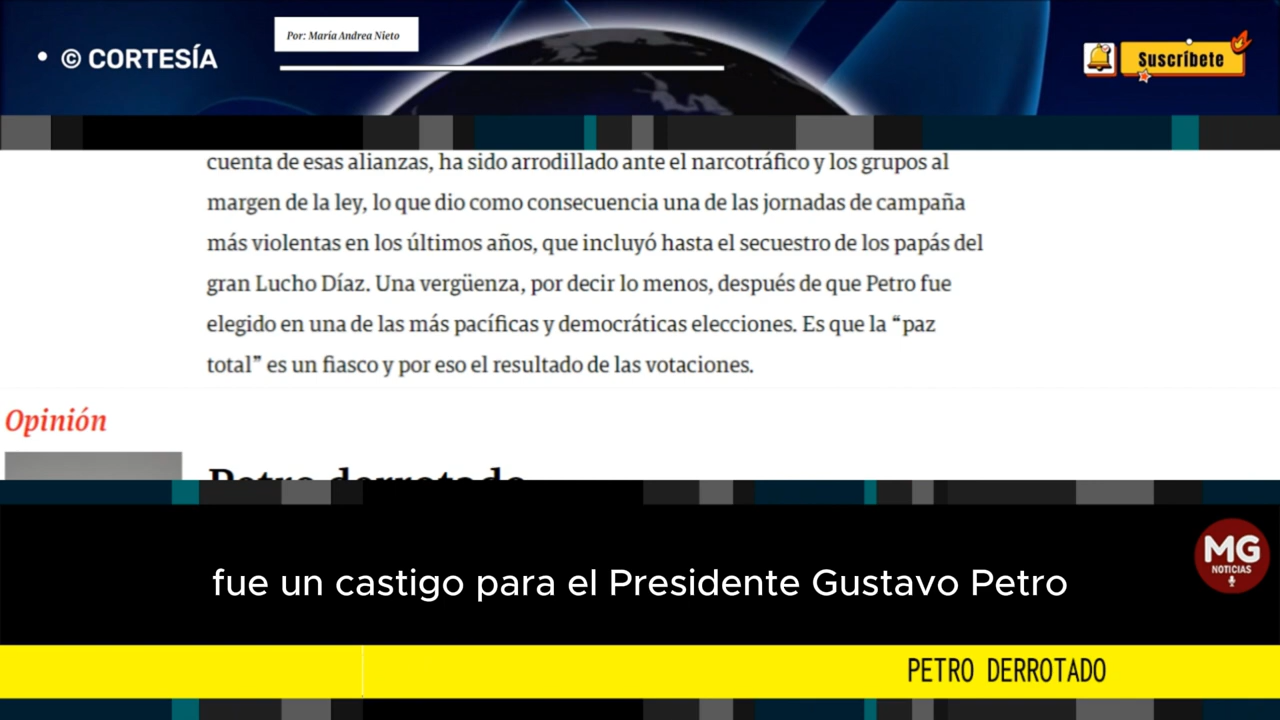 • © CORTESÍA
Por: María Andrea Nieto
Suscríbete
cuenta de esas alianzas, ha sido arrodillado ante el narcotráfico y los grupos al
margen de la ley, lo que dio como consecuencia una de las jornadas de campaña
más violentas en los últimos años, que incluyó hasta el secuestro de los papás del
gran Lucho Díaz. Una vergüenza, por decir lo menos, después de que Petro fue
elegido en una de las más pacíficas y democráticas elecciones. Es que la “paz
total” es un fiasco y por eso el resultado de las votaciones.
Opinión
Petro derrotado
fue un castigo para el Presidente Gustavo Petro
MG
NOTICIAS
PETRO DERROTADO